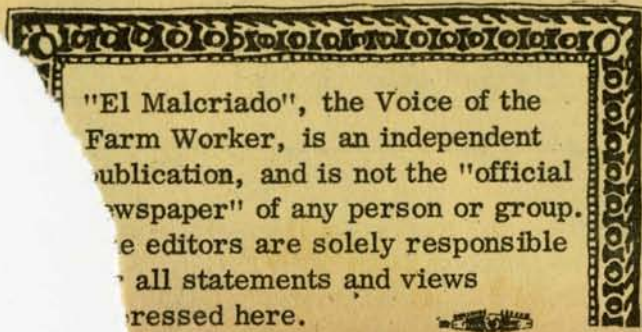 "El Malcriado", the Voice of the
Farm Worker, is an independent
ublication, and is not the "official
wspaper" of any person or group.
e editors are solely responsible
all statements and views
ressed here.